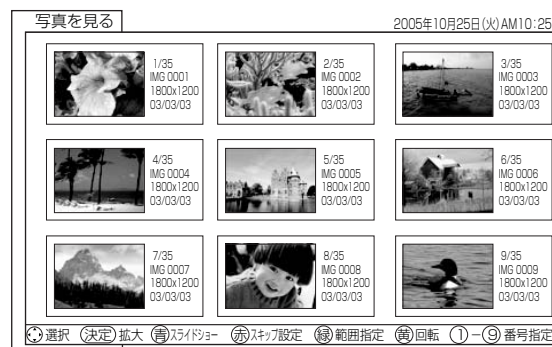 写真を見る
2005年10月25日(火)AM10:25
1/35
IMG 0001
1800x1200
03/03/03
2/35
IMG 0002
1800x1200
03/03/03
3/35
IMG 0003
1800x1200
03/03/03
4/35
IMG 0004
1800x1200
03/03/03
5/35
IMG 0005
1800x1200
03/03/03
6/35
IMG 0006
1800x1200
03/03/03
7/35
IMG 0007
1800x1200
03/03/03
8/35
IMG 0008
1800x1200
03/03/03
9/35
IMG 0009
1800x1200
03/03/03
選択 決定 拡大 青 スライドショー 赤 スキップ設定 緑 範囲指定 黄 回転 ①−⑨ 番号指定